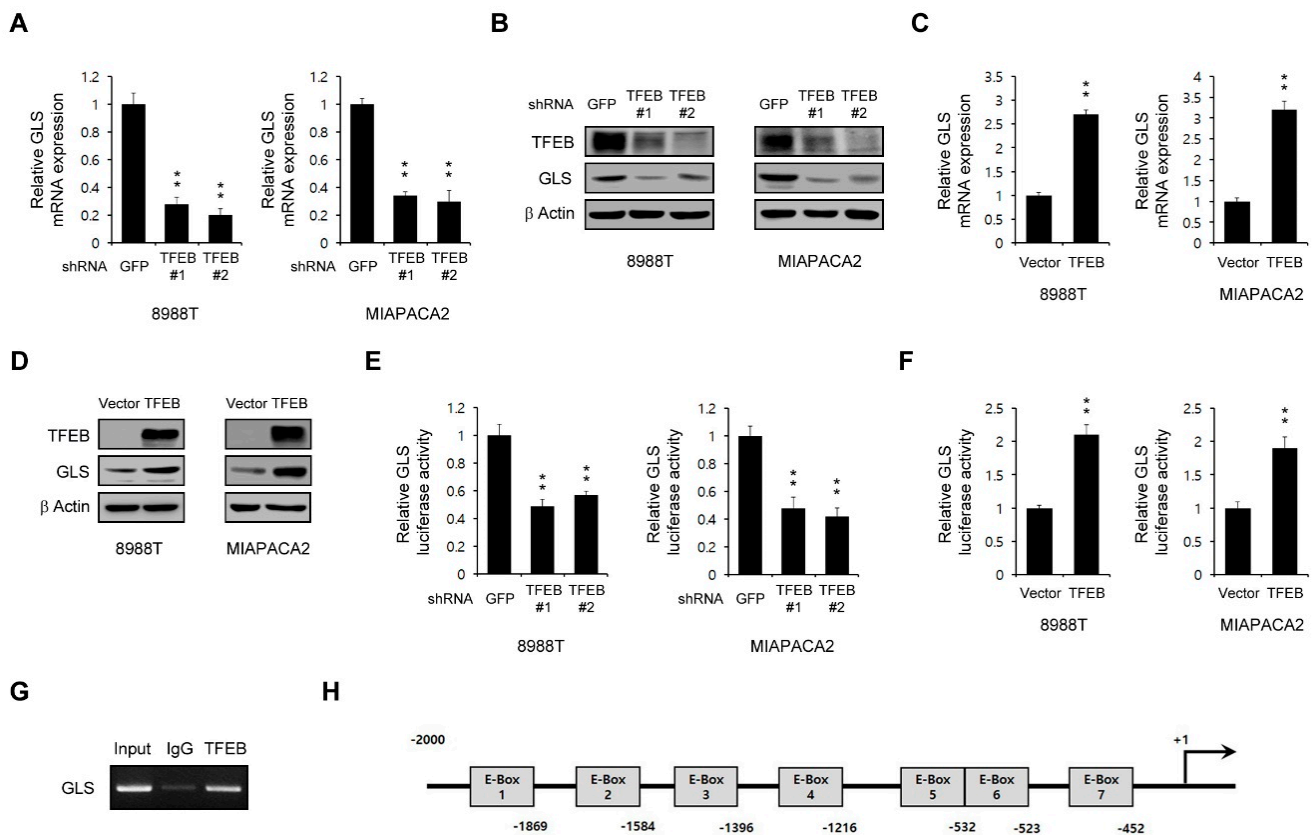 A
Relative GLS
mRNA expression
1.2
1
0.8
0.6
0.4
0.2
0
**
**
shRNA GFP TFEB #1 TFEB #2
8988T
Relative GLS
mRNA expression
1.2
1
0.8
0.6
0.4
0.2
0
**
**
shRNA GFP TFEB #1 TFEB #2
MIAPACA2
B
shRNA GFP TFEB #1 TFEB #2
GFP TFEB #1 TFEB #2
TFEB
GLS
β Actin
8988T
MIAPACA2
C
Relative GLS
mRNA expression
3.5
3
2.5
2
1.5
1
0.5
0
**
Vector TFEB
8988T
Relative GLS
mRNA expression
4
3.5
3
2.5
2
1.5
1
0.5
0
**
Vector TFEB
MIAPACA2
D
Vector TFEB
Vector TFEB
TFEB
GLS
β Actin
8988T
MIAPACA2
E
Relative GLS
luciferase activity
1.2
1
0.8
0.6
0.4
0.2
0
**
**
shRNA GFP TFEB #1 TFEB #2
8988T
Relative GLS
luciferase activity
1.2
1
0.8
0.6
0.4
0.2
0
**
**
shRNA GFP TFEB #1 TFEB #2
MIAPACA2
F
Relative GLS
luciferase activity
2.5
2
1.5
1
0.5
0
**
Vector TFEB
8988T
Relative GLS
luciferase activity
2.5
2
1.5
1
0.5
0
**
Vector TFEB
MIAPACA2
G
Input IgG TFEB
GLS
H
-2000
+1
E-Box
1
E-Box
2
E-Box
3
E-Box
4
E-Box
5
E-Box
6
E-Box
7
-1869
-1584
-1396
-1216
-532
-523
-452